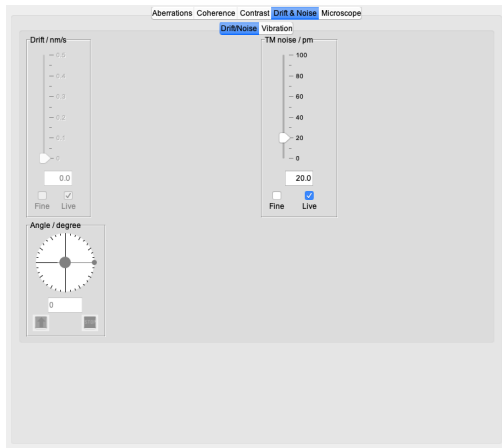 Aberrations Coherence Contrast Drift & Noise Microscope
Drift/Noise Vibration
Drift / nm/s
0.5
0.4
0.3
0.2
0.1
0
0.0
Fine Live
TM noise / pm
100
80
60
40
20
0
20.0
Fine Live
Angle / degree
0